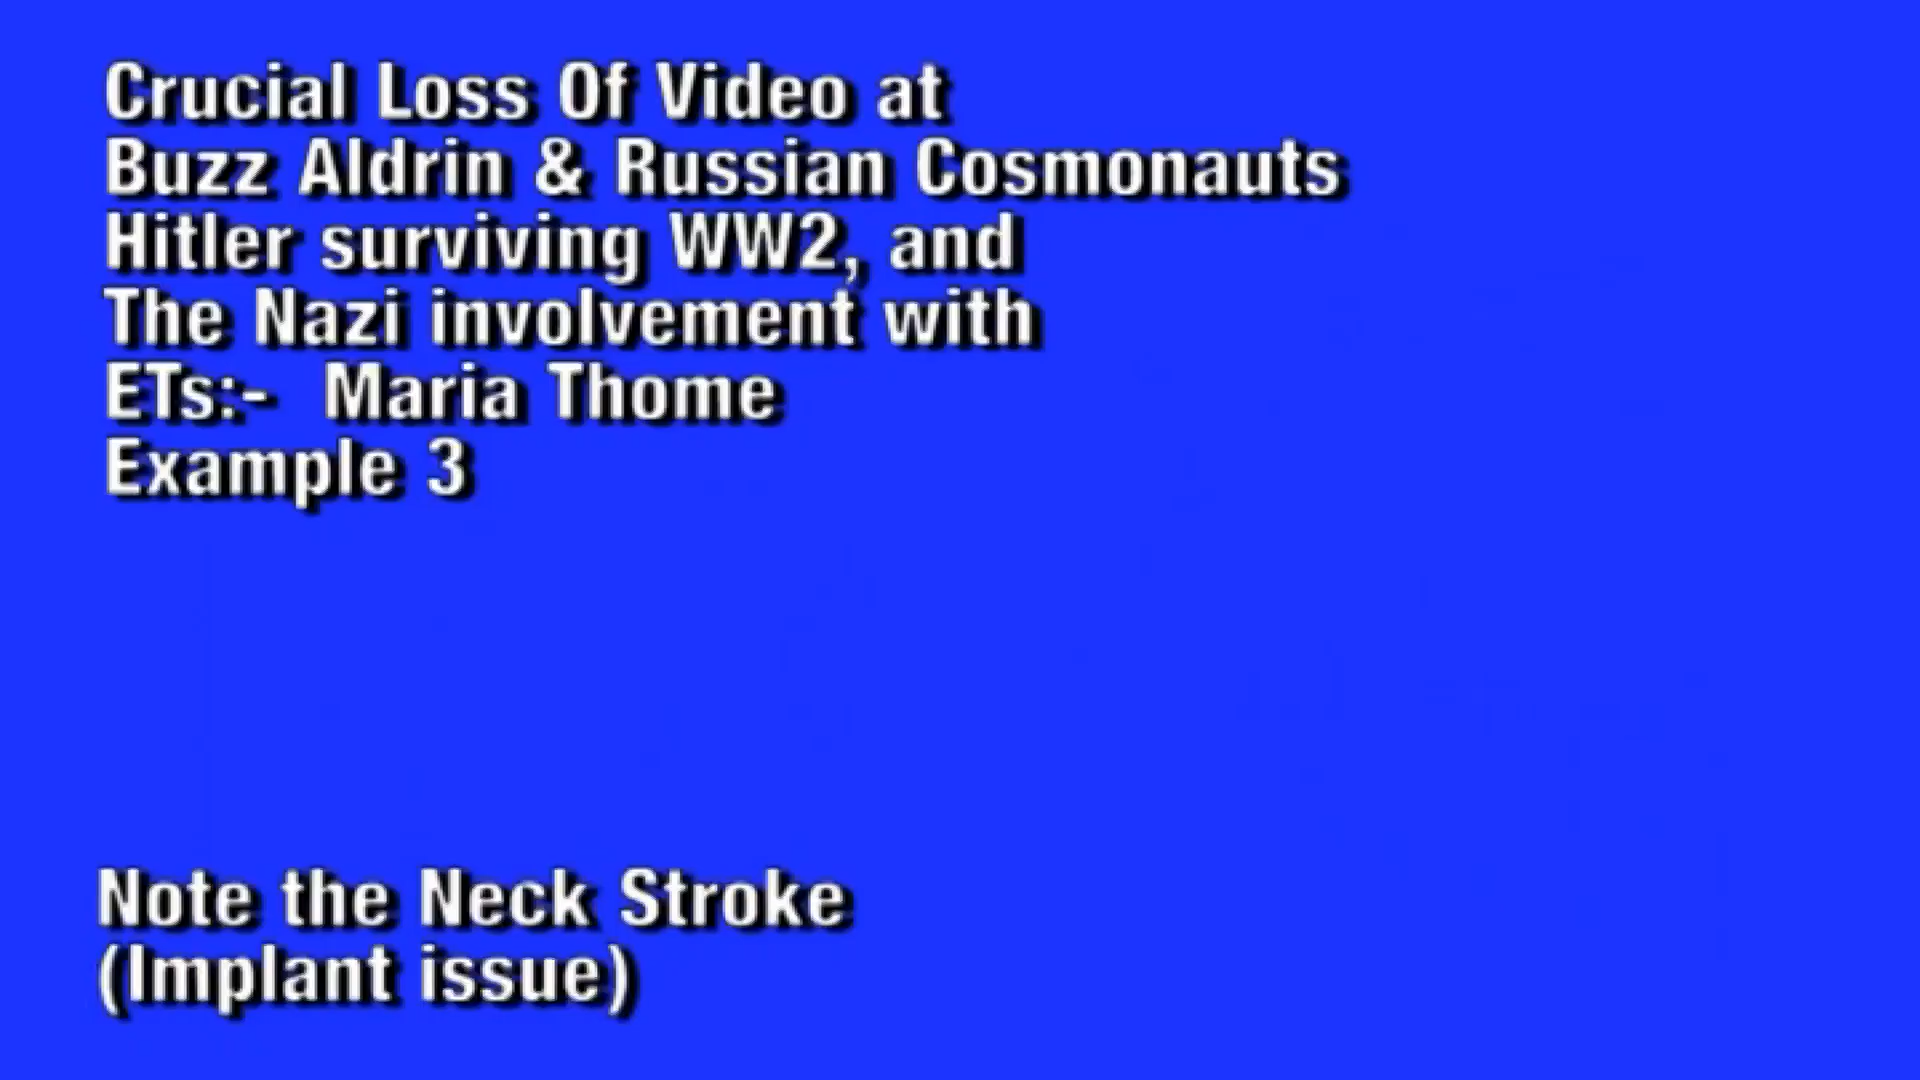 Crucial Loss Of Video at
Buzz Aldrin & Russian Cosmonauts
Hitler surviving WW2, and
The Nazi involvement with
ETs:-  Maria Thome
Example 3
Note the Neck Stroke
(Implant issue)